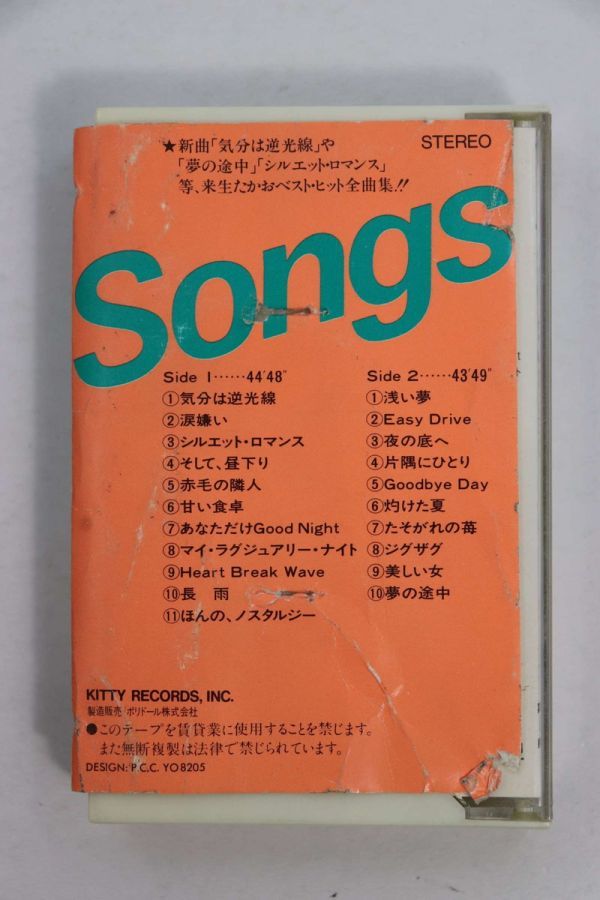 ★新曲「気分は逆光線」や
「夢の途中」「シルエット・ロマンス」
等、来生たかおベスト・ヒット全曲集!!
STEREO
Songs
Side 1……44'48"
①気分は逆光線
②涙嫌い
③シルエット・ロマンス
④そして、昼下り
⑤赤毛の隣人
⑥甘い食卓
⑦あなただけGood Night
⑧マイ・ラグジュアリー・ナイト
⑨Heart Break Wave
⑩長 雨
⑪ほんの、ノスタルジー
Side 2……43'49"
①浅い夢
②Easy Drive
③夜の底へ
④片隅にひとり
⑤Goodbye Day
⑥灼けた夏
⑦たそがれの苺
⑧ジグザグ
⑨美しい女
⑩夢の途中
KITTY RECORDS, INC.
製造販売/ポリドール株式会社
●このテープを賃貸業に使用することを禁じます。
また無断複製は法律で禁じられています。
DESIGN: P.C.C. YO8205